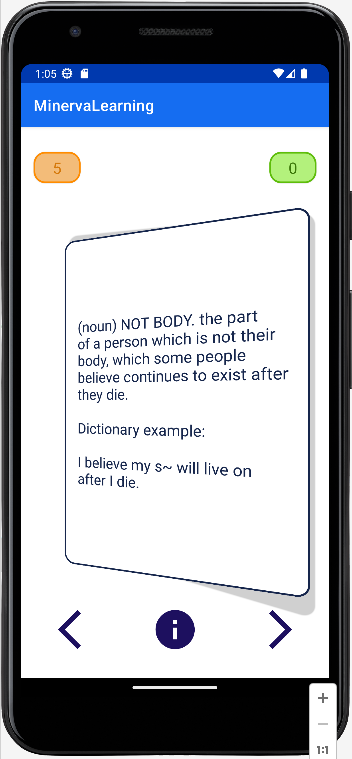 1:05
MinervaLearning
5
0
(noun) NOT BODY. the part
of a person which is not their
body, which some people
believe continues to exist after
they die.
Dictionary example:
I believe my s~ will live on
after I die.
1:1